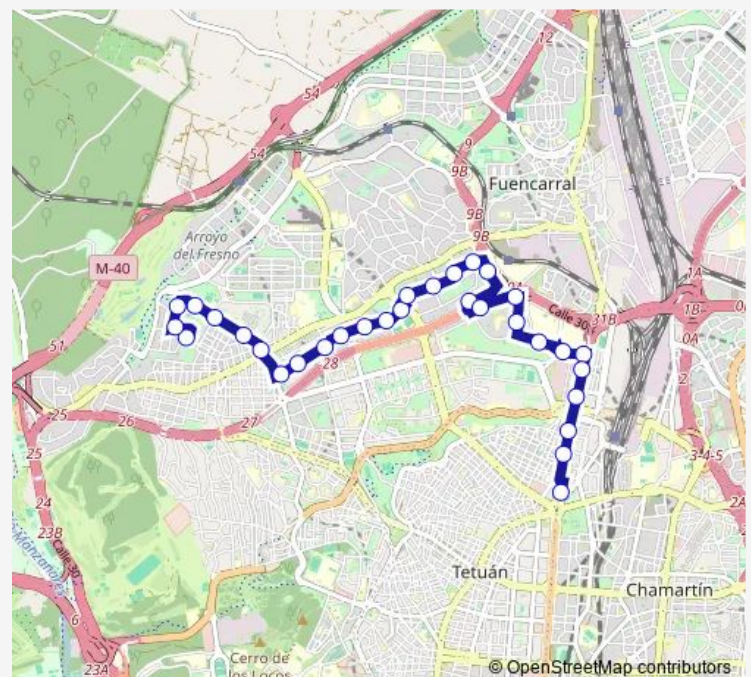 54
12
54
9
9B
Fuencarral
9B
Arroyo
del Fresno
9B
M-40
1A
Calle 30
31B
1B
0A
51
28
2
25
26
27
25
3-4-5
24
2A
23B
Calle 30
Tetuán
Chamartín
6
23A
Cerro de
los Locos
© OpenStreetMap contributors